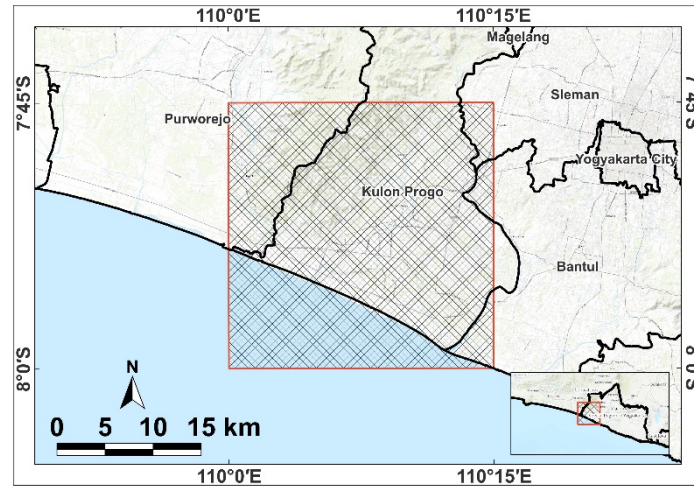 110°0'E 110°15'E
Magelang
7°45'S 7°45'S
Sleman
Purworejo
Yogyakarta City
Kulon Progo
Bantul
8°0'S 8°0'S
N
0 5 10 15 km
110°0'E 110°15'E